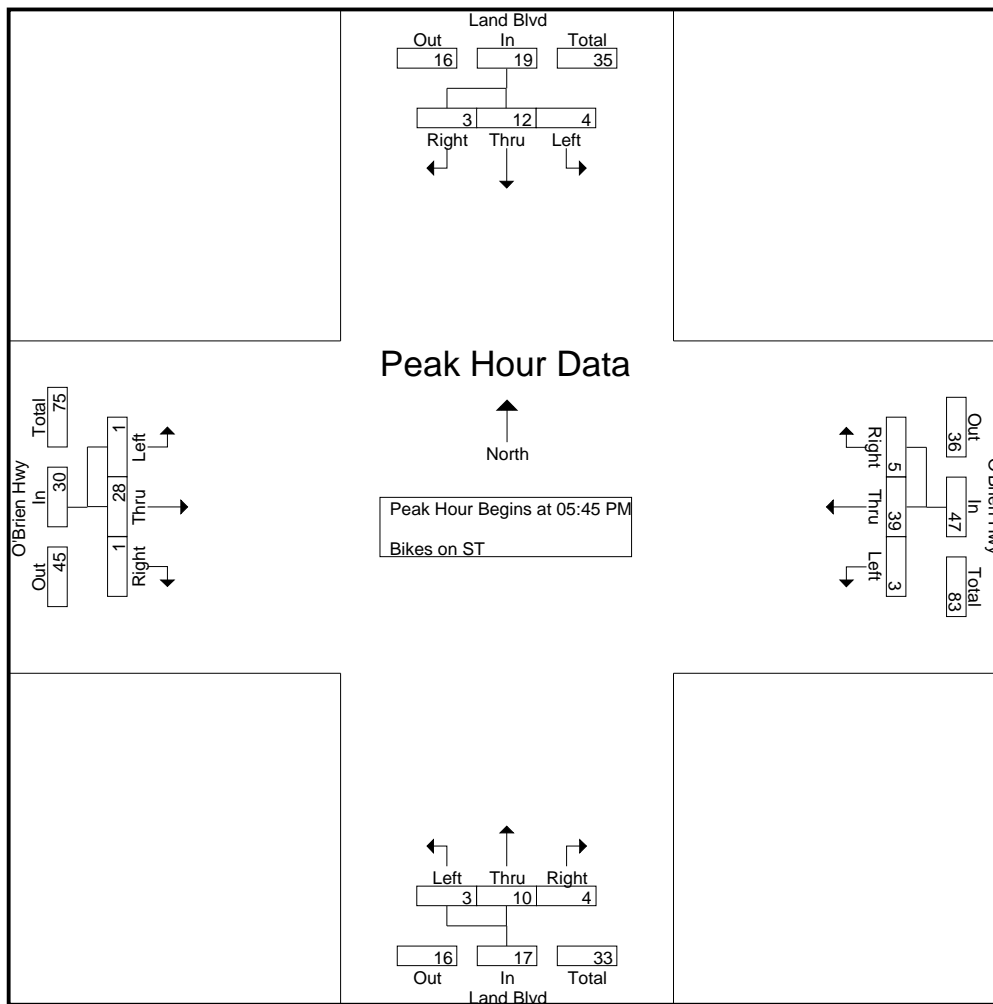 Land Blvd
Out In Total
16 19 35
3 12 4
Right Thru Left
Peak Hour Data
North
Peak Hour Begins at 05:45 PM
Bikes on ST
O'Brien Hwy
Total In Out
75 30 45
1 28 1
Left Thru Right
Right Thru Left
5 39 3
Out In Total
36 47 83
O'Brien Hwy
Left Thru Right
3 10 4
16 17 33
Out In Total
Land Blvd